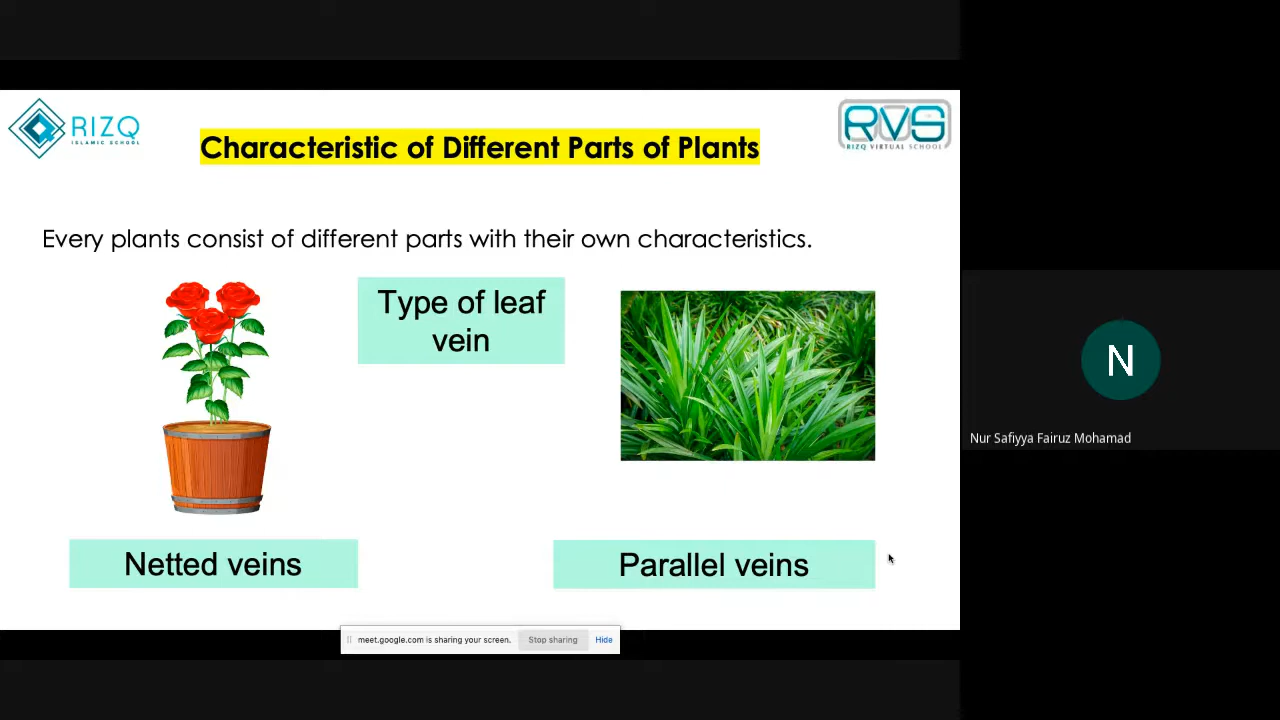 RIZQ
ISLAMIC SCHOOL
RVS
RIZQ VIRTUAL SCHOOL
Characteristic of Different Parts of Plants
Every plants consist of different parts with their own characteristics.
Type of leaf
vein
N
Nur Safiyya Fairuz Mohamad
Netted veins
Parallel veins
meet.google.com is sharing your screen.
Stop sharing
Hide